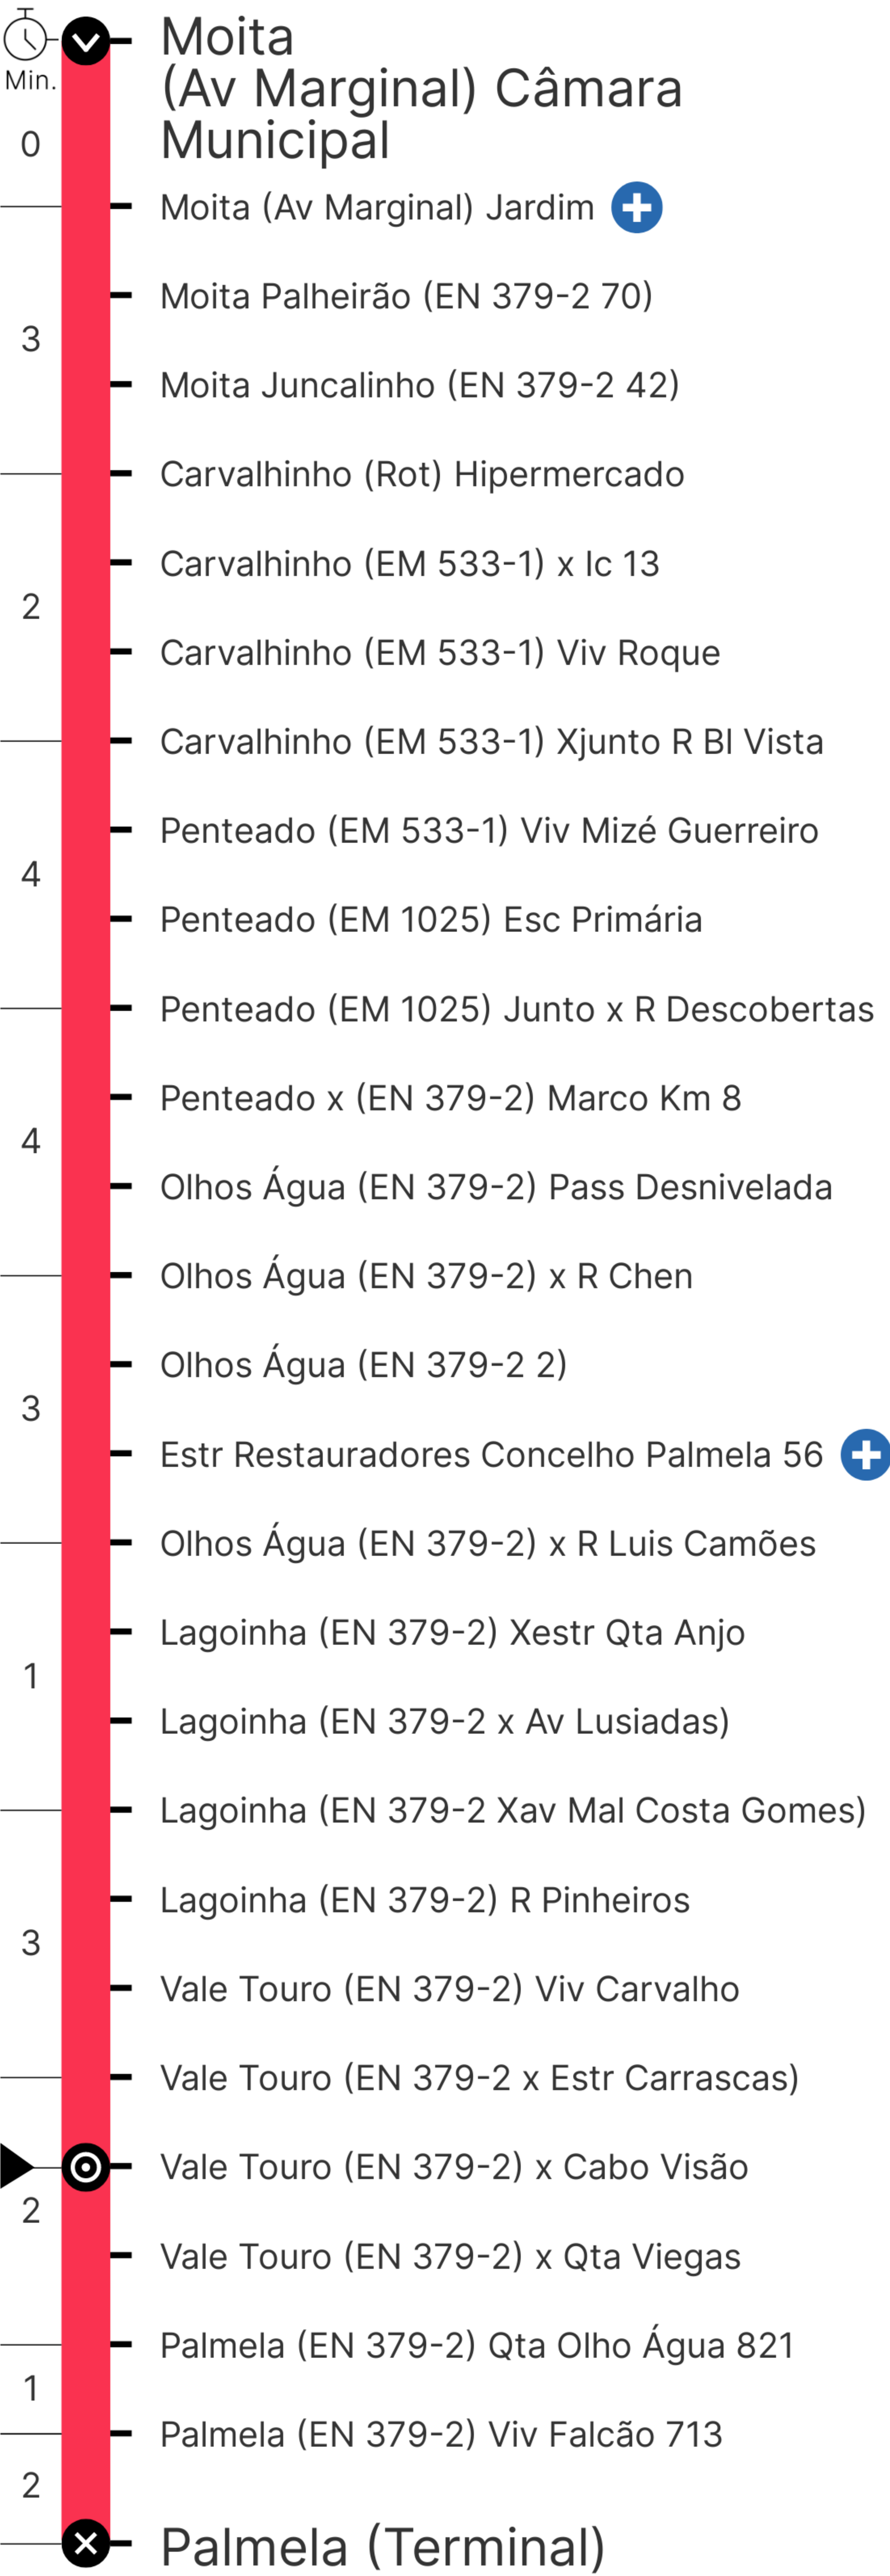 Min.
Moita
(Av Marginal) Câmara
Municipal
0
Moita (Av Marginal) Jardim
Moita Palheirão (EN 379-2 70)
3
Moita Juncalinho (EN 379-2 42)
Carvalhinho (Rot) Hipermercado
Carvalhinho (EM 533-1) x Ic 13
2
Carvalhinho (EM 533-1) Viv Roque
Carvalhinho (EM 533-1) Xjunto R Bl Vista
Penteado (EM 533-1) Viv Mizé Guerreiro
4
Penteado (EM 1025) Esc Primária
Penteado (EM 1025) Junto x R Descobertas
Penteado x (EN 379-2) Marco Km 8
4
Olhos Água (EN 379-2) Pass Desnivelada
Olhos Água (EN 379-2) x R Chen
Olhos Água (EN 379-2 2)
3
Estr Restauradores Concelho Palmela 56
Olhos Água (EN 379-2) x R Luis Camões
Lagoinha (EN 379-2) Xestr Qta Anjo
1
Lagoinha (EN 379-2 x Av Lusiadas)
Lagoinha (EN 379-2 Xav Mal Costa Gomes)
Lagoinha (EN 379-2) R Pinheiros
3
Vale Touro (EN 379-2) Viv Carvalho
Vale Touro (EN 379-2 x Estr Carrascas)
Vale Touro (EN 379-2) x Cabo Visão
2
Vale Touro (EN 379-2) x Qta Viegas
Palmela (EN 379-2) Qta Olho Água 821
1
Palmela (EN 379-2) Viv Falcão 713
2
Palmela (Terminal)